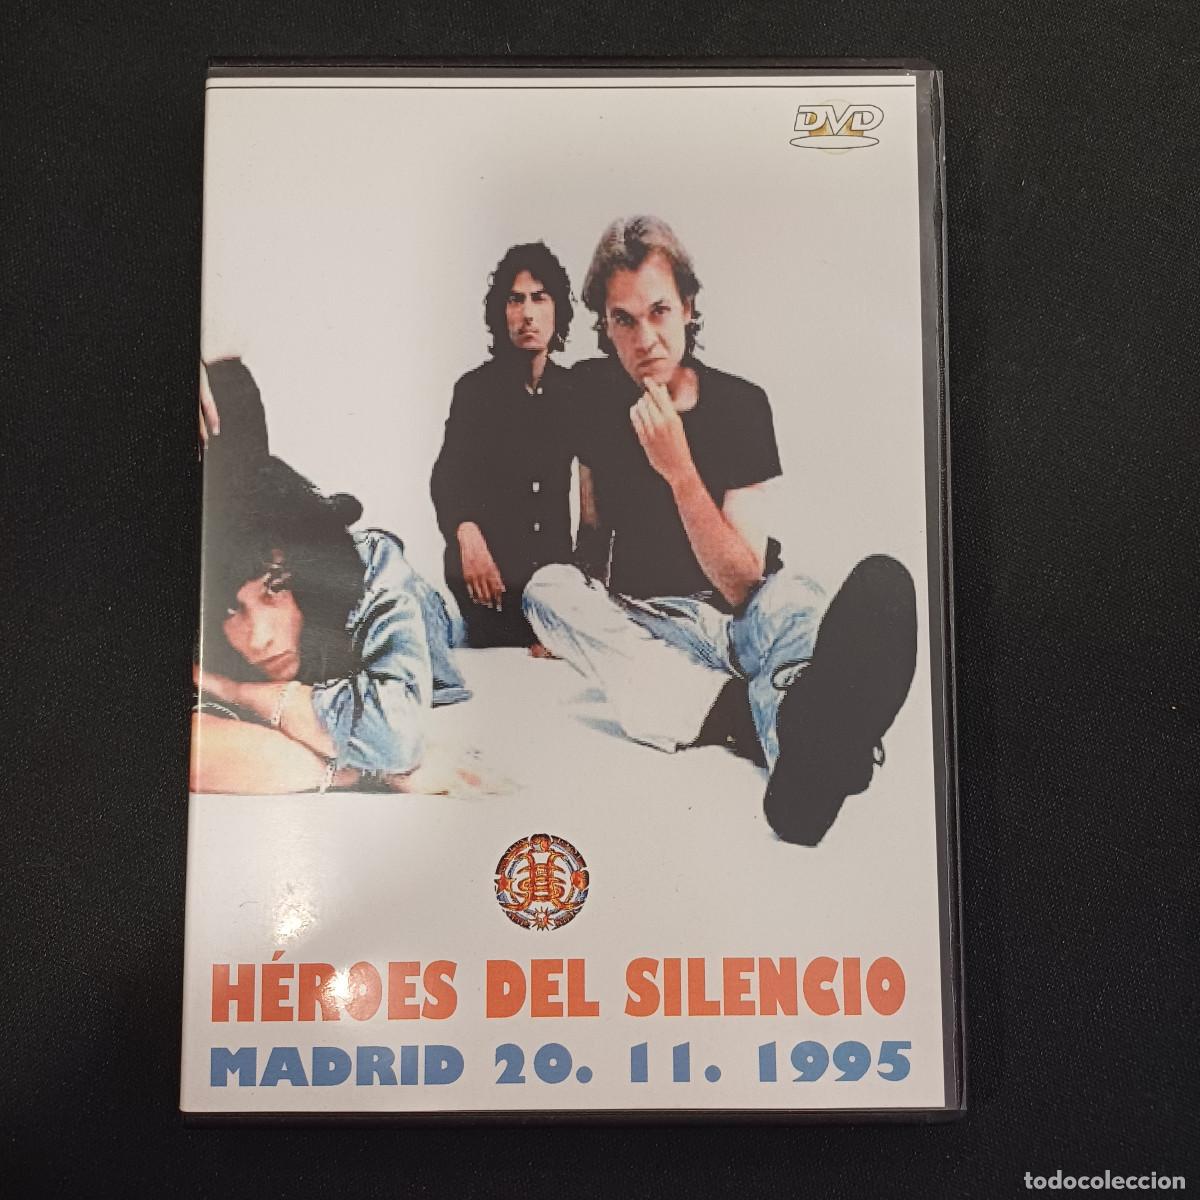 DVD
HÉROES DEL SILENCIO
MADRID 20. 11. 1995
todocoleccion